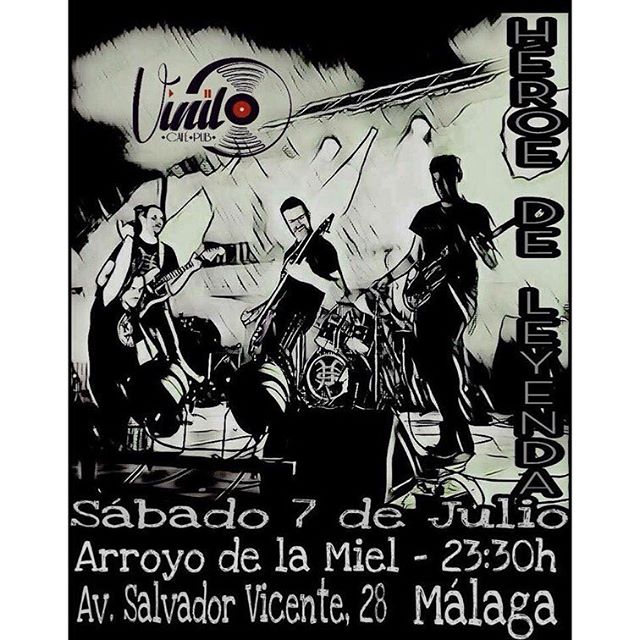 Vinilo
•CAFÉ•PUB•
HÉROE DE LEYENDA
Sábado 7 de Julio
Arroyo de la Miel - 23:30h
Av. Salvador Vicente, 28 Málaga